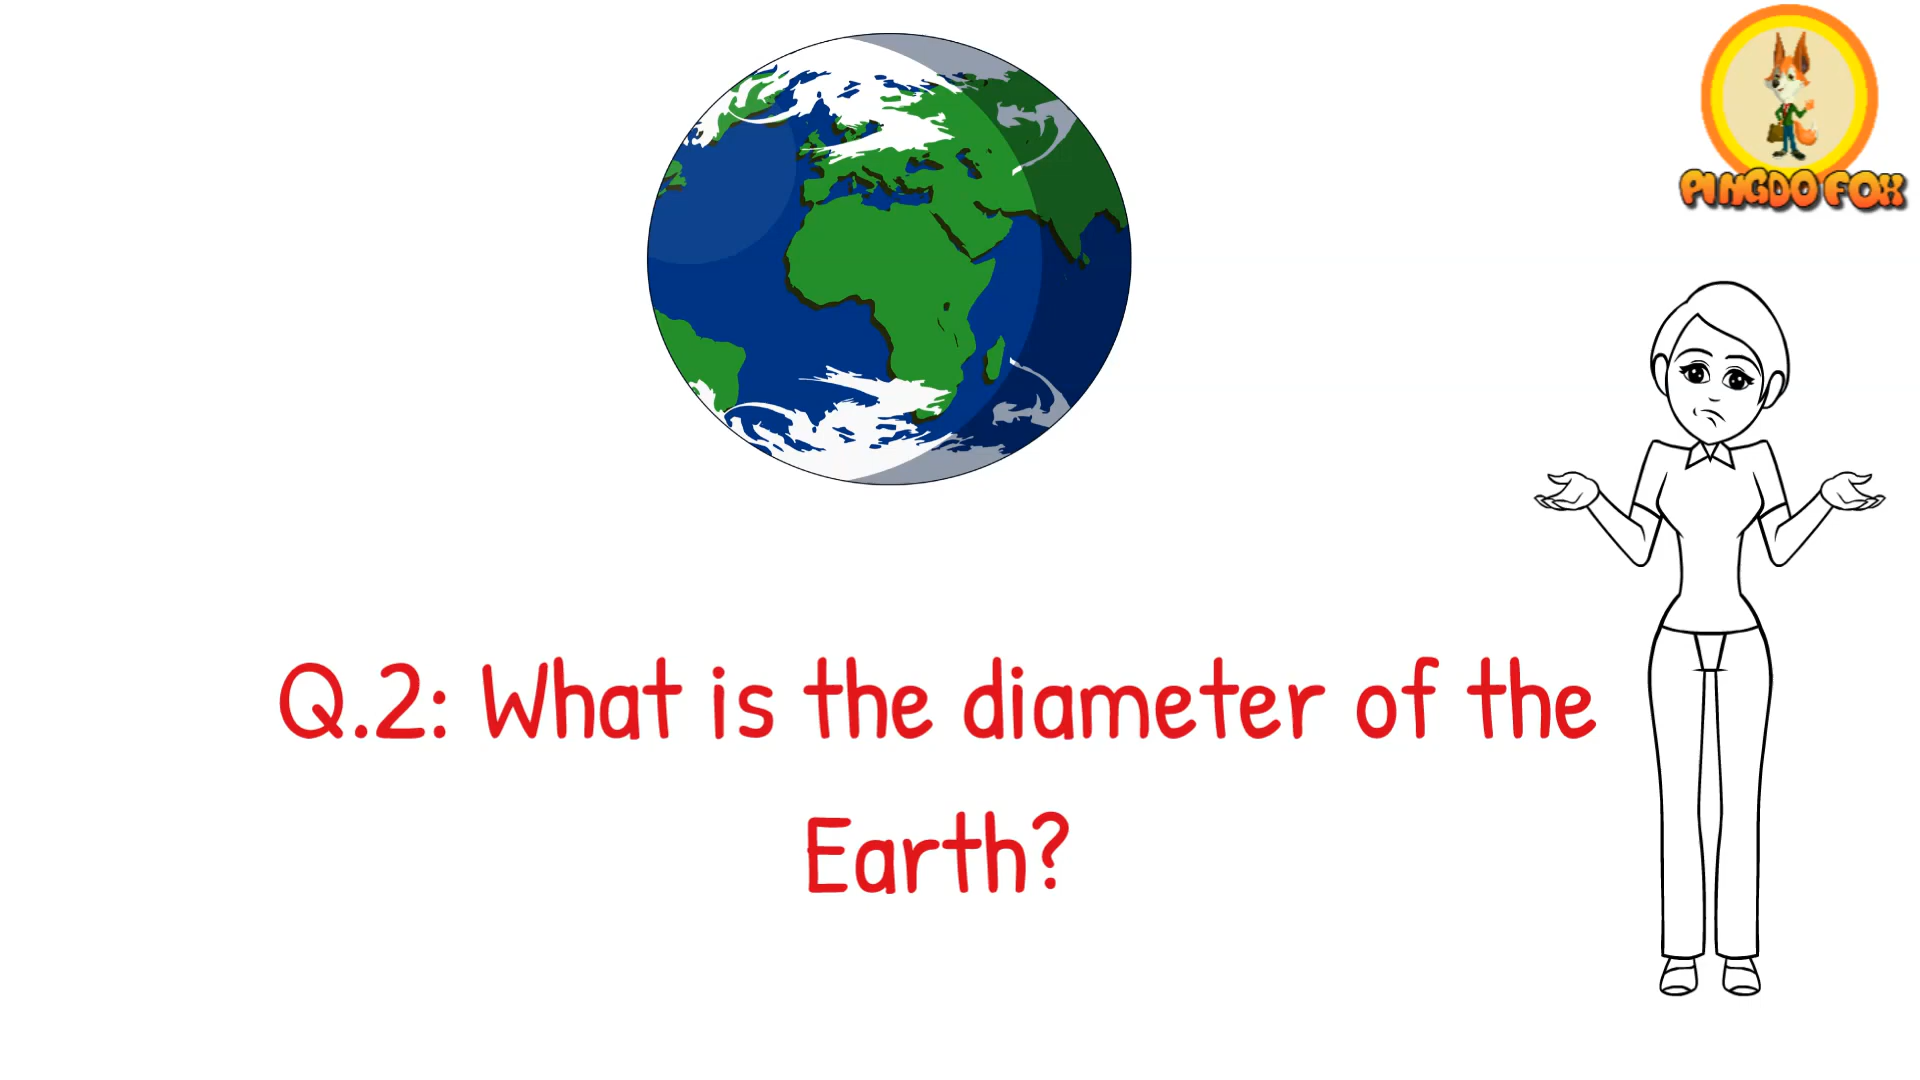 PINGDO FOX
Q.2: What is the diameter of the
Earth?